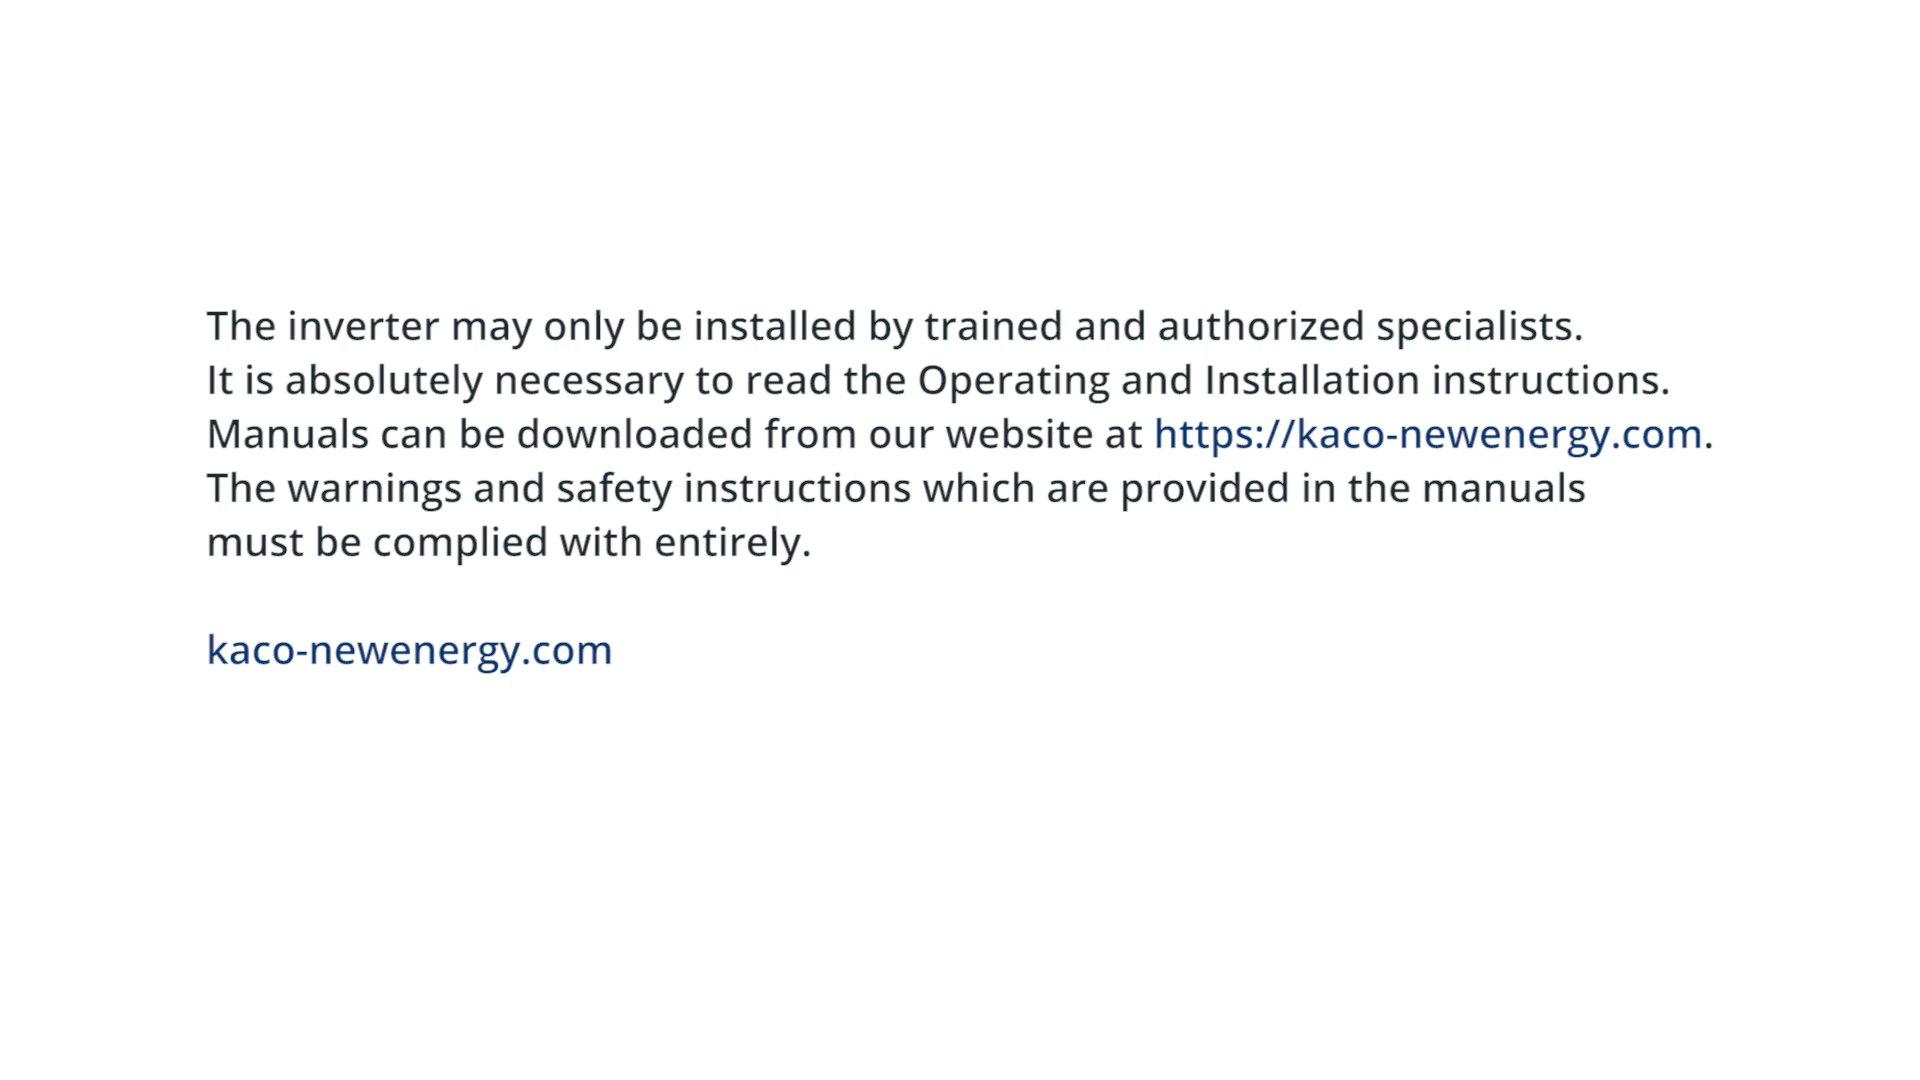 The inverter may only be installed by trained and authorized specialists.
It is absolutely necessary to read the Operating and Installation instructions.
Manuals can be downloaded from our website at https://kaco-newenergy.com.
The warnings and safety instructions which are provided in the manuals
must be complied with entirely.
kaco-newenergy.com